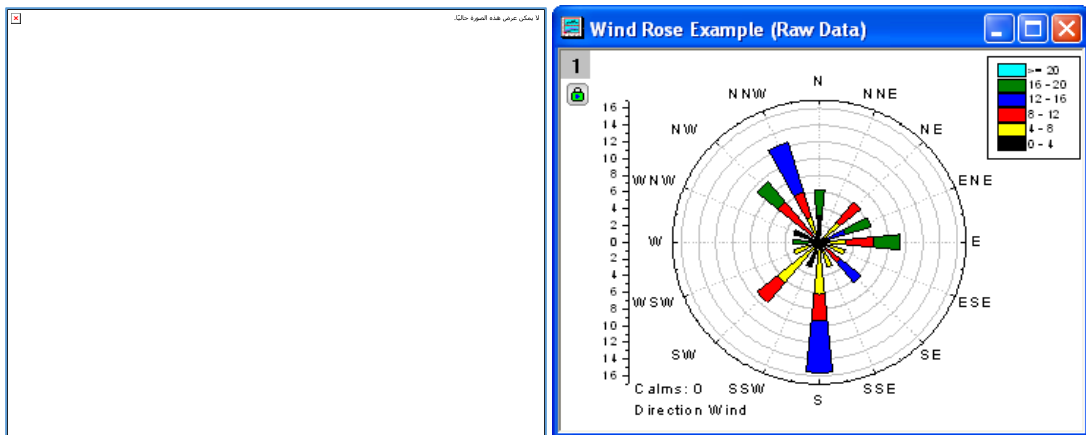 لا يمكن عرض هذه الصورة حاليًا.
Wind Rose Example (Raw Data)
1
>= 20
16 - 20
12 - 16
8 - 12
4 - 8
0 - 4
N
NNW
NNE
NW
NE
WNW
ENE
W
E
WSW
ESE
SW
SE
SSW
SSE
S
16
14
12
10
8
6
4
2
0
2
4
6
8
10
12
14
16
Calms: 0
Direction Wind